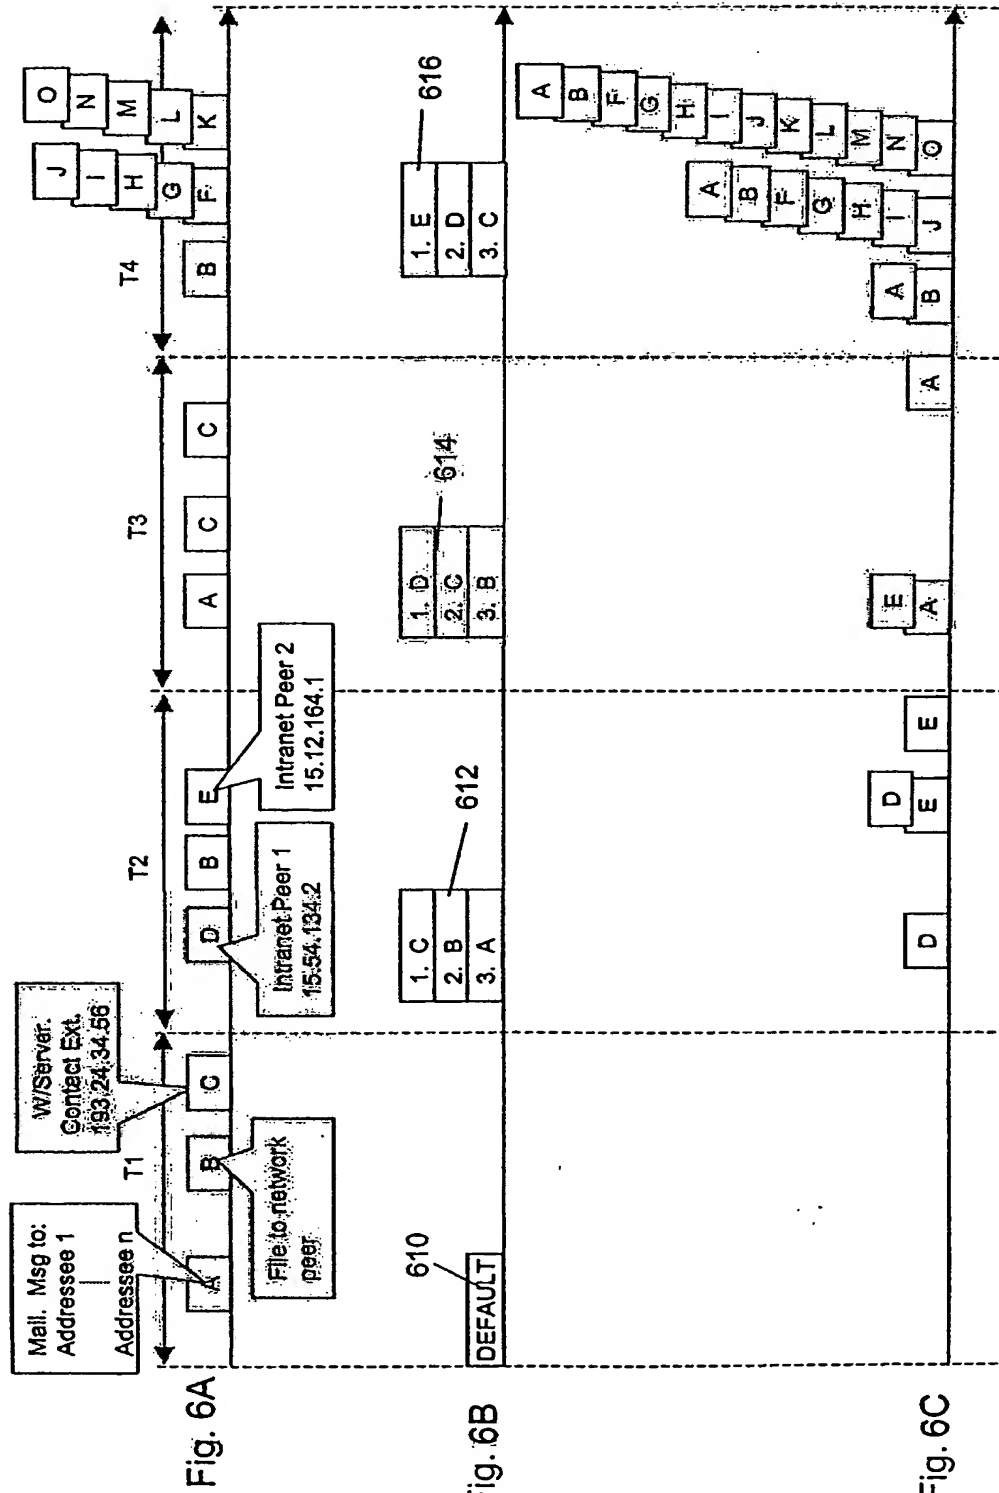 Mail. Msg to:
Addressee 1
Addressee n
W/Server.
Contact Ext.
193.24.34.56
T1
T2
T3
T4
A
B
C
D
B
E
A
C
C
B
J
I
H
G
F
O
N
M
L
K
Fig. 6A
File to network
peer
Intranet Peer 1
15.54.134.2
Intranet Peer 2
15.12.164.1
610
612
614
616
DEFAULT
1. C
2. B
3. A
1. D
2. C
3. B
1. E
2. D
3. C
Fig. 6B
D
D
E
E
E
A
A
A
B
A
B
F
G
H
I
J
A
B
F
G
H
I
J
K
L
M
N
O
Fig. 6C